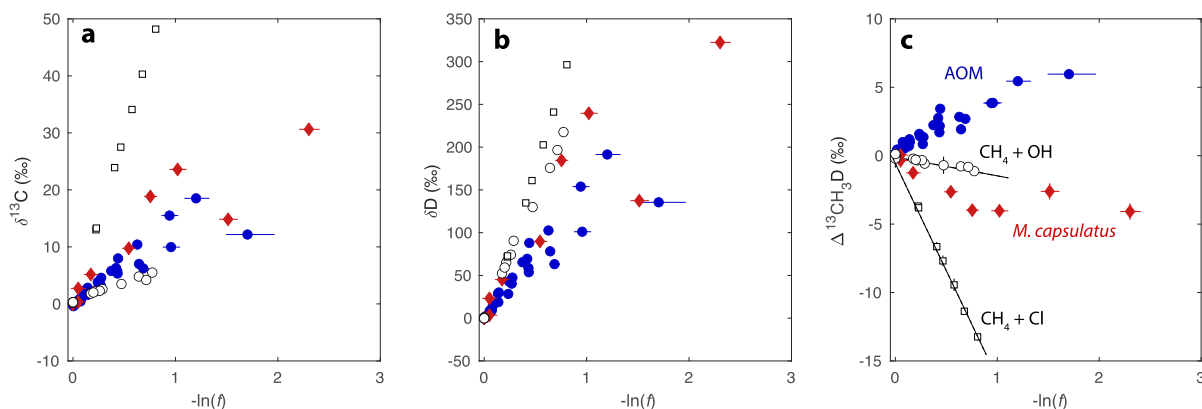 a
50
40
30
20
10
0
-10
δ¹³C (‰)
0 1 2 3
-ln(f)
b
350
300
250
200
150
100
50
0
-50
δD (‰)
0 1 2 3
-ln(f)
c
10
5
0
-5
-10
-15
Δ¹³CH₃D (‰)
AOM
CH₄ + OH
M. capsulatus
CH₄ + Cl
0 1 2 3
-ln(f)